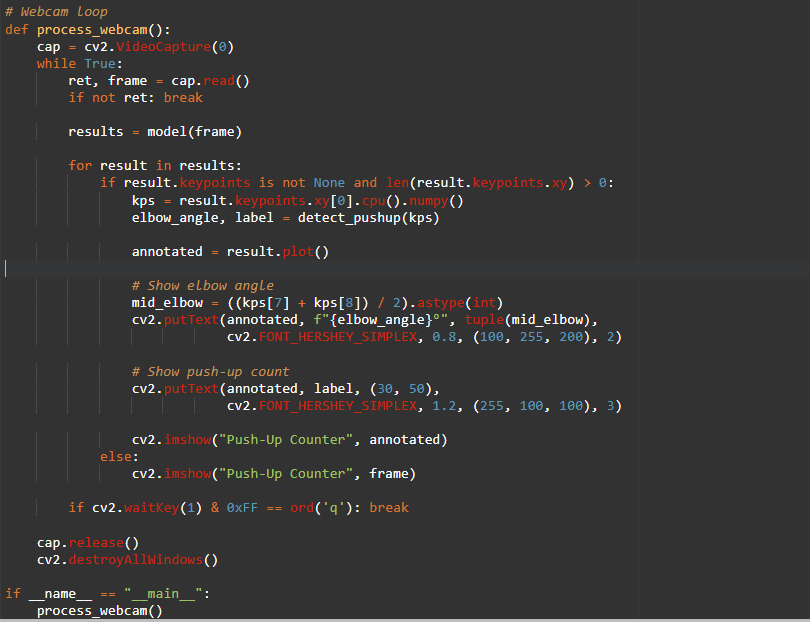 # Webcam loop
def process_webcam():
    cap = cv2.VideoCapture(0)
    while True:
        ret, frame = cap.read()
        if not ret: break

        results = model(frame)

        for result in results:
            if result.keypoints is not None and len(result.keypoints.xy) > 0:
                kps = result.keypoints.xy[0].cpu().numpy()
                elbow_angle, label = detect_pushup(kps)

                annotated = result.plot()

                # Show elbow angle
                mid_elbow = ((kps[7] + kps[8]) / 2).astype(int)
                cv2.putText(annotated, f"{elbow_angle}°", tuple(mid_elbow),
                            cv2.FONT_HERSHEY_SIMPLEX, 0.8, (100, 255, 200), 2)

                # Show push-up count
                cv2.putText(annotated, label, (30, 50),
                            cv2.FONT_HERSHEY_SIMPLEX, 1.2, (255, 100, 100), 3)

                cv2.imshow("Push-Up Counter", annotated)
            else:
                cv2.imshow("Push-Up Counter", frame)

        if cv2.waitKey(1) & 0xFF == ord('q'): break

    cap.release()
    cv2.destroyAllWindows()

if __name__ == "__main__":
    process_webcam()